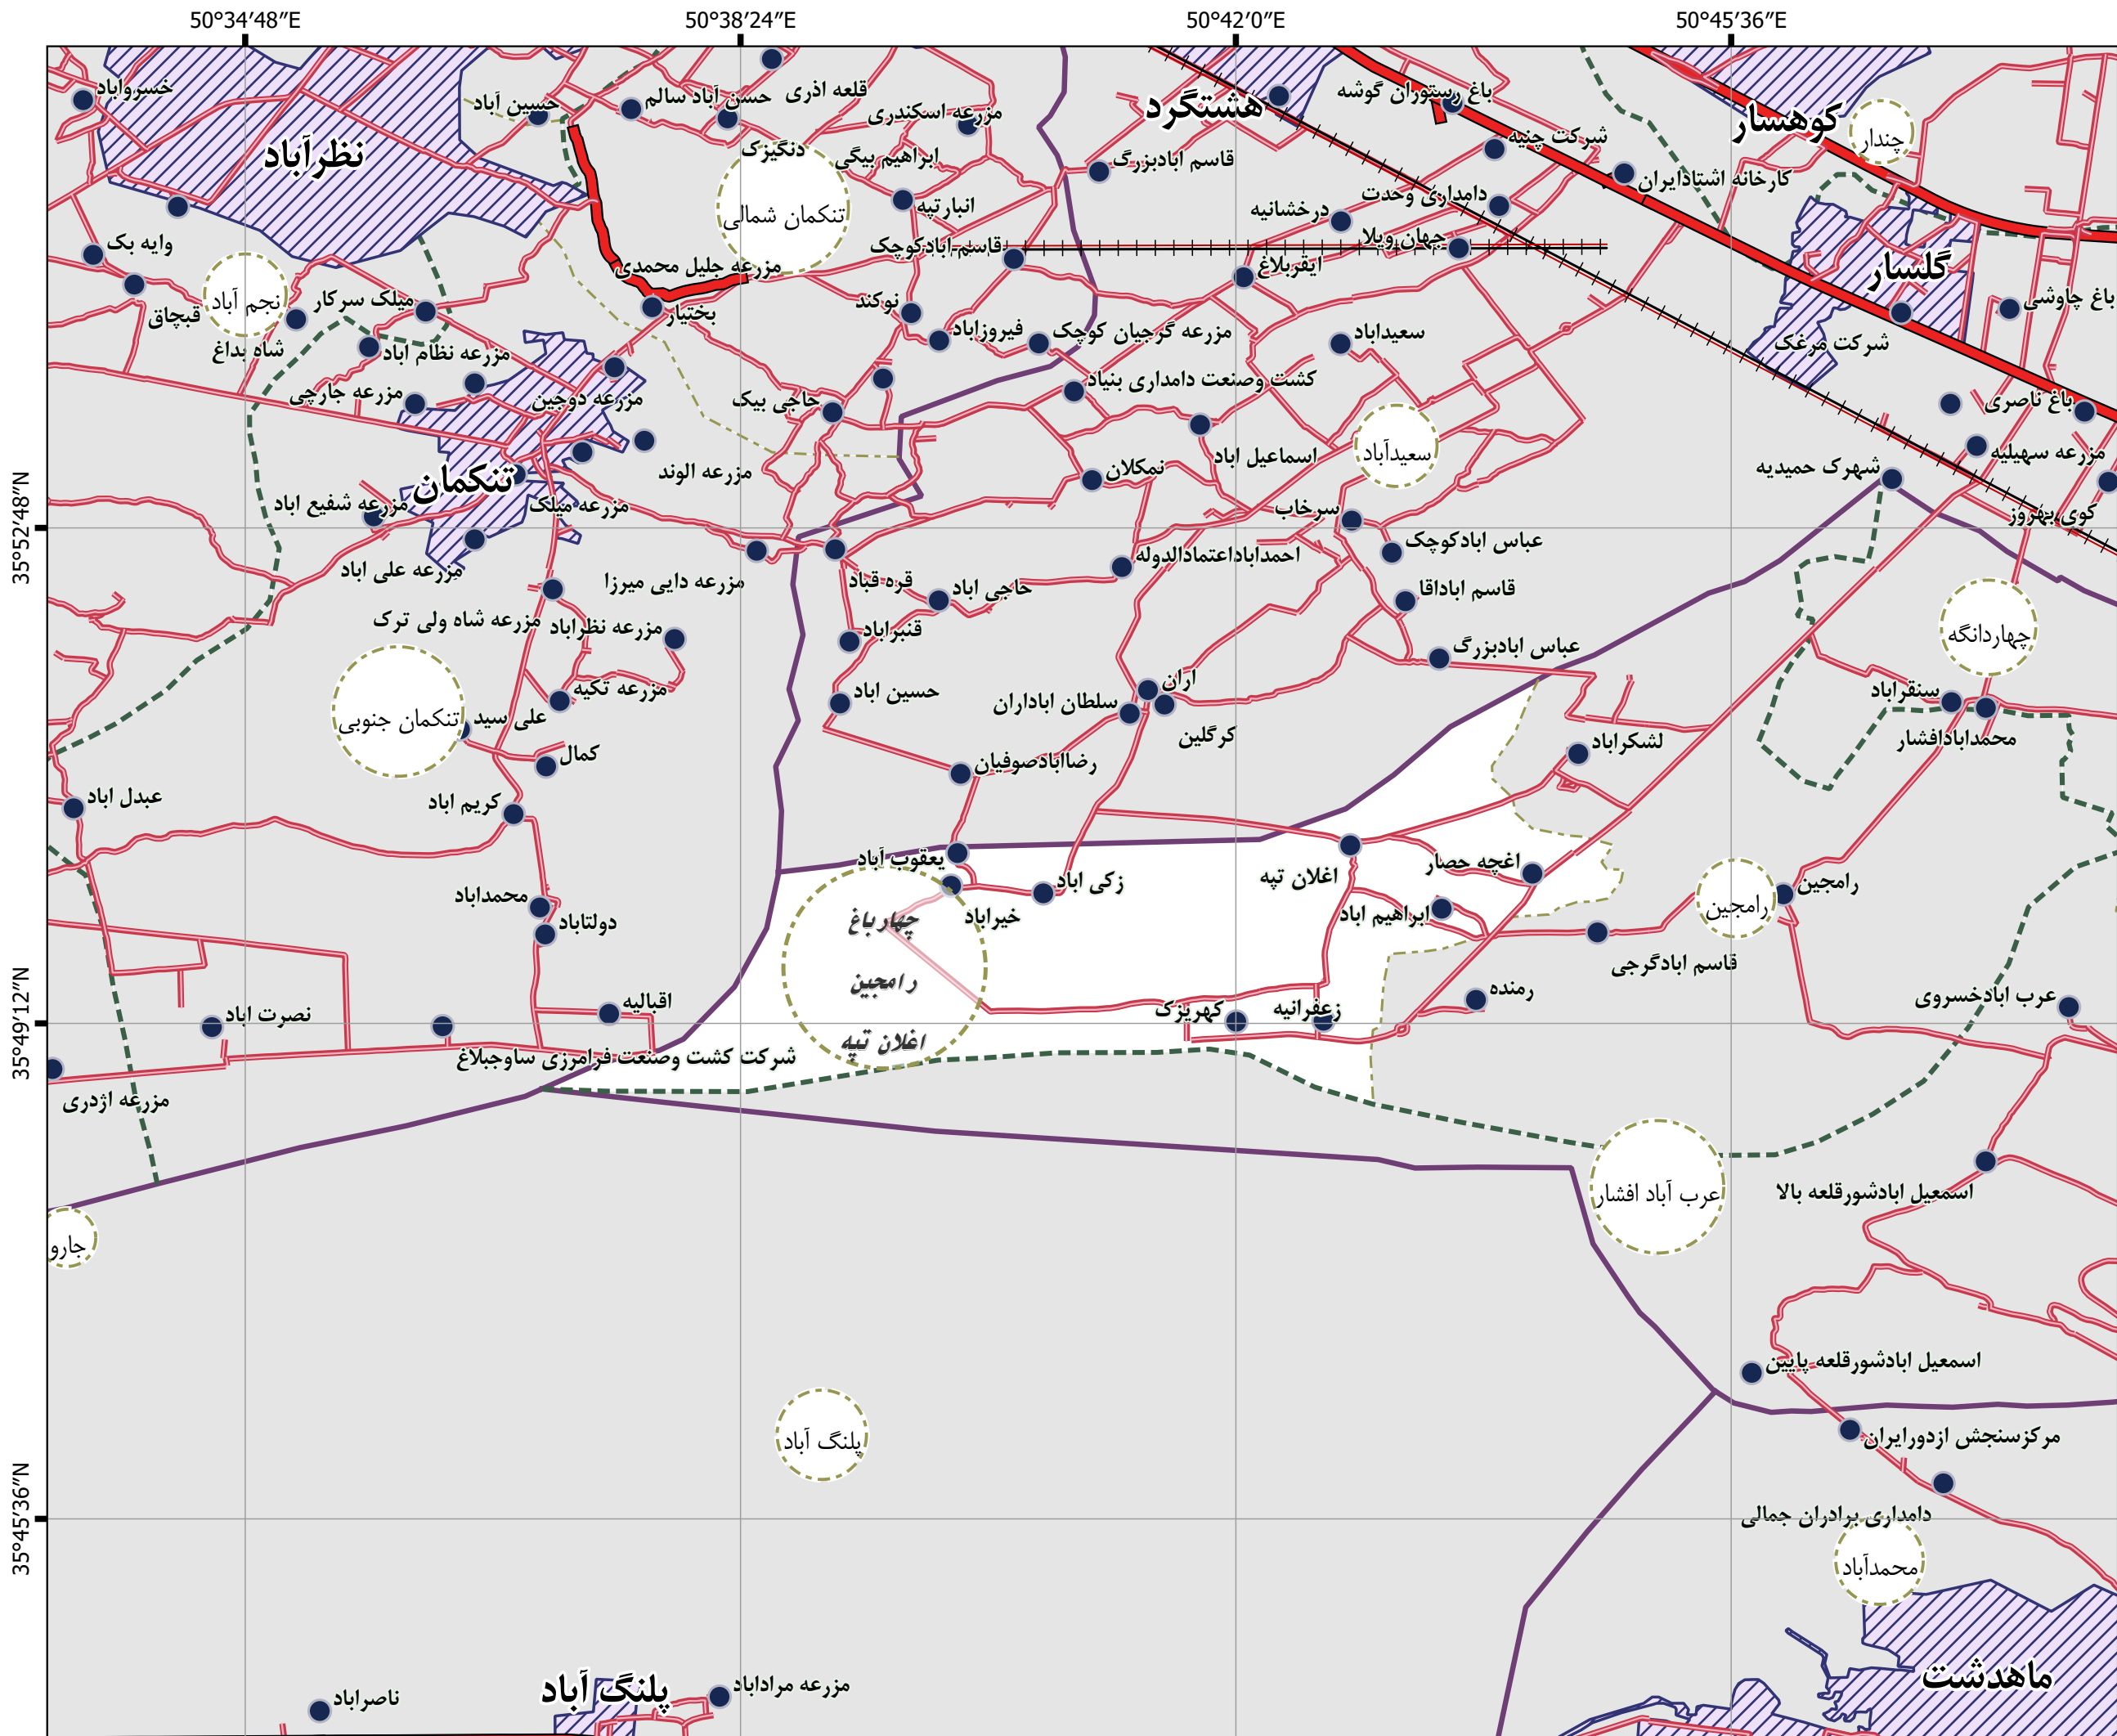 50°34′48″E
50°38′24″E
50°42′0″E
50°45′36″E
35°52′48″N
35°49′12″N
35°45′36″N
خسرواباد
حسین آباد
حسن آباد سالم
قلعه اذری
مزرعه اسکندری
هشتگرد
باغ رستوران گوشه
کوهسار
چندار
نظرآباد
دنگیزک
ابراهیم بیگی
قاسم ابادبزرگ
شرکت چنیه
کارخانه اشتادایران
تنکمان شمالی
انبارتپه
درخشانیه
دامداری وحدت
وایه بک
قاسم ابادکوچک
جهان ویلا
گلسار
مزرعه جلیل محمدی
ایقربلاغ
قبچاق
نجم آباد
میلک سرکار
بختیار
نوکند
باغ چاوشی
شاه بداغ
مزرعه نظام اباد
فیروزاباد
مزرعه گرجیان کوچک
سعیداباد
شرکت مرغک
مزرعه جارچی
مزرعه دوجین
حاجی بیک
کشت وصنعت دامداری بنیاد
باغ ناصری
تنکمان
مزرعه الوند
نمکلان
اسماعیل اباد
سعیدآباد
شهرک حمیدیه
مزرعه سهیلیه
مزرعه شفیع اباد
مزرعه میلک
سرخاب
کوی بهروز
مزرعه علی اباد
مزرعه دایی میرزا
قره قباد
حاجی اباد
احمدابادا‌عتمادالدوله
عباس ابادکوچک
قاسم اباداقا
مزرعه شاه ولی ترک
مزرعه نظراباد
قنبراباد
عباس ابادبزرگ
چهاردانگه
تنکمان جنوبی
مزرعه تکیه
حسین اباد
سلطان اباداران
اران
کرگلین
سنقراباد
محمدابادافشار
علی سید
کمال
رضاابادصوفیان
لشکراباد
عبدل اباد
کریم اباد
یعقوب آباد
زکی اباد
اغلان تپه
اغچه حصار
رامجین
رامجین
محمداباد
دولتاباد
چهارباغ
خیراباد
ابراهیم اباد
قاسم ابادگرجی
رامجین
رمنده
عرب ابادخسروی
نصرت اباد
اقبالیه
کهریزک
زعفرانیه
اغلان تپه
شرکت کشت وصنعت فرامرزی ساوجبلاغ
مزرعه اژدری
عرب آباد افشار
اسمعیل ابادشورقلعه بالا
جارو
اسمعیل ابادشورقلعه پایین
پلنگ آباد
مرکزسنجش ازدورایران
دامداری برادران جمالی
محمدآباد
ماهدشت
ناصراباد
پلنگ آباد
مزرعه مراداباد